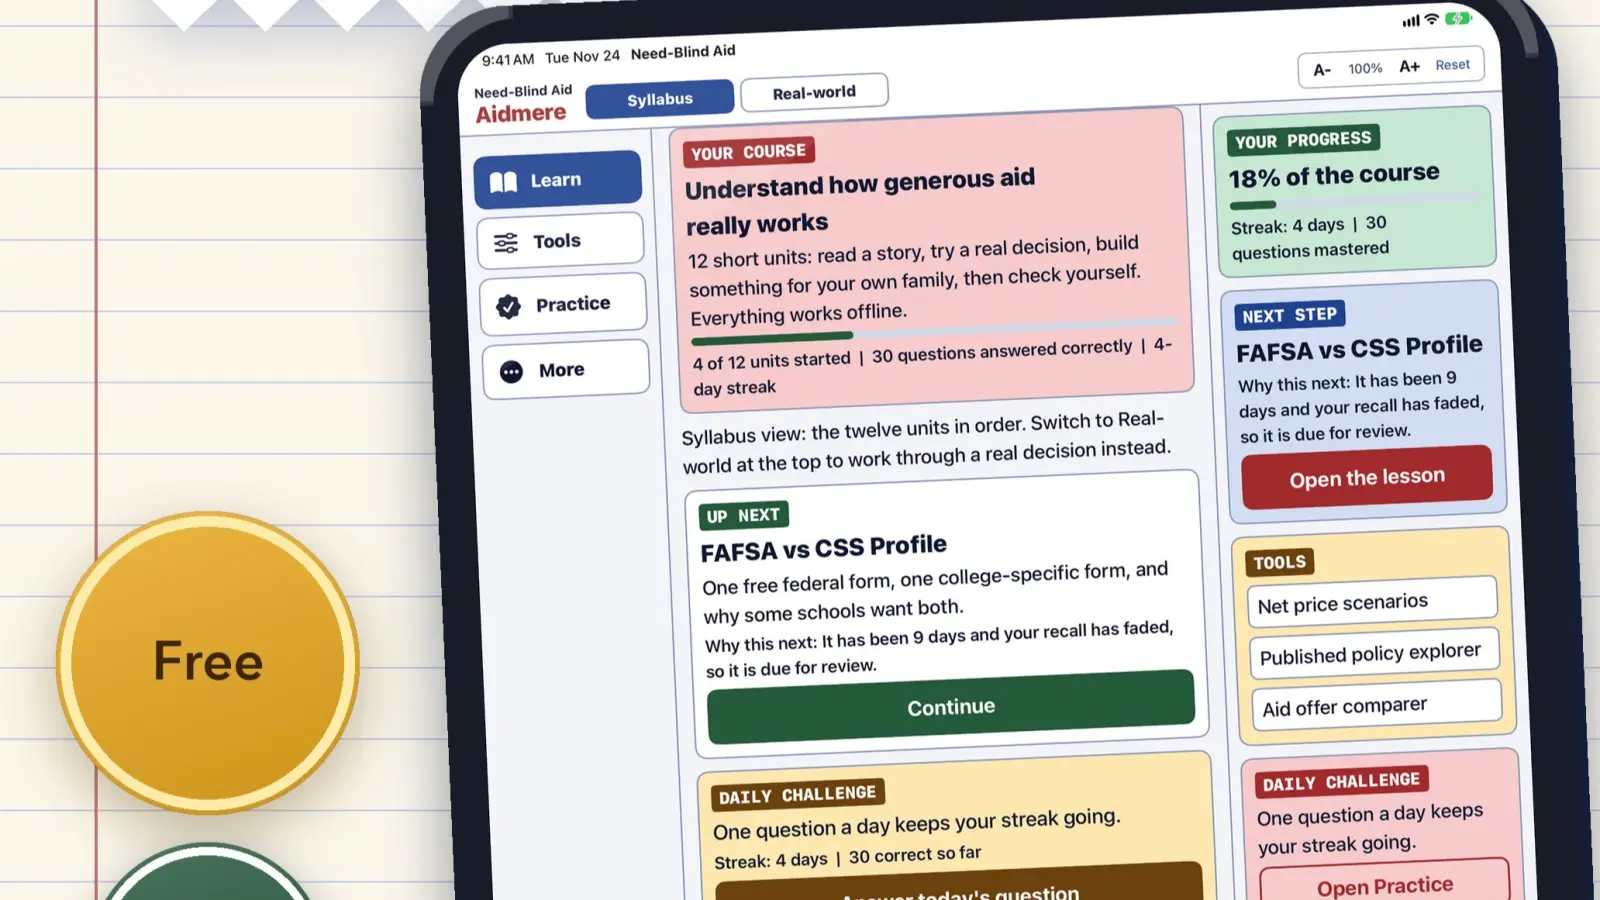 9:41 AM Tue Nov 24 Need-Blind Aid
Need-Blind Aid
Aidmere
Syllabus
Real-world
A- 100% A+ Reset
Learn
Tools
Practice
More
YOUR COURSE
Understand how generous aid
really works
12 short units: read a story, try a real decision, build
something for your own family, then check yourself.
Everything works offline.
4 of 12 units started | 30 questions answered correctly | 4-
day streak
Syllabus view: the twelve units in order. Switch to Real-
world at the top to work through a real decision instead.
UP NEXT
FAFSA vs CSS Profile
One free federal form, one college-specific form, and
why some schools want both.
Why this next: It has been 9 days and your recall has faded,
so it is due for review.
Continue
DAILY CHALLENGE
One question a day keeps your streak going.
Streak: 4 days | 30 correct so far
Answer today's question
YOUR PROGRESS
18% of the course
Streak: 4 days | 30
questions mastered
NEXT STEP
FAFSA vs CSS Profile
Why this next: It has been 9
days and your recall has faded,
so it is due for review.
Open the lesson
TOOLS
Net price scenarios
Published policy explorer
Aid offer comparer
DAILY CHALLENGE
One question a day keeps
your streak going.
Open Practice
Free